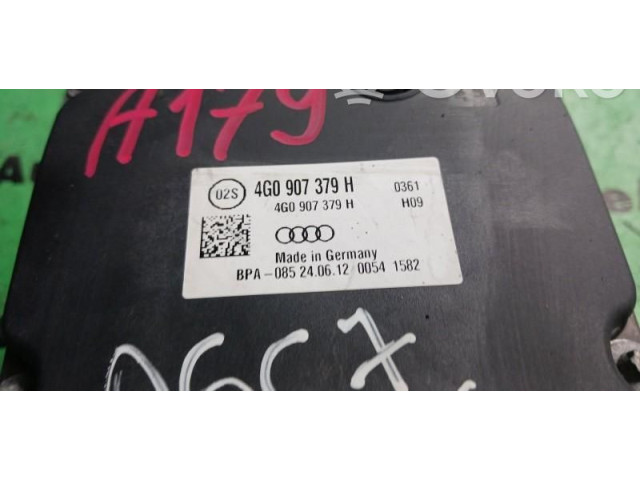 A179
02S
4G0 907 379 H 0361
4G0 907 379 H H09
Made in Germany
BPA-085 24.06.12 0054 1582